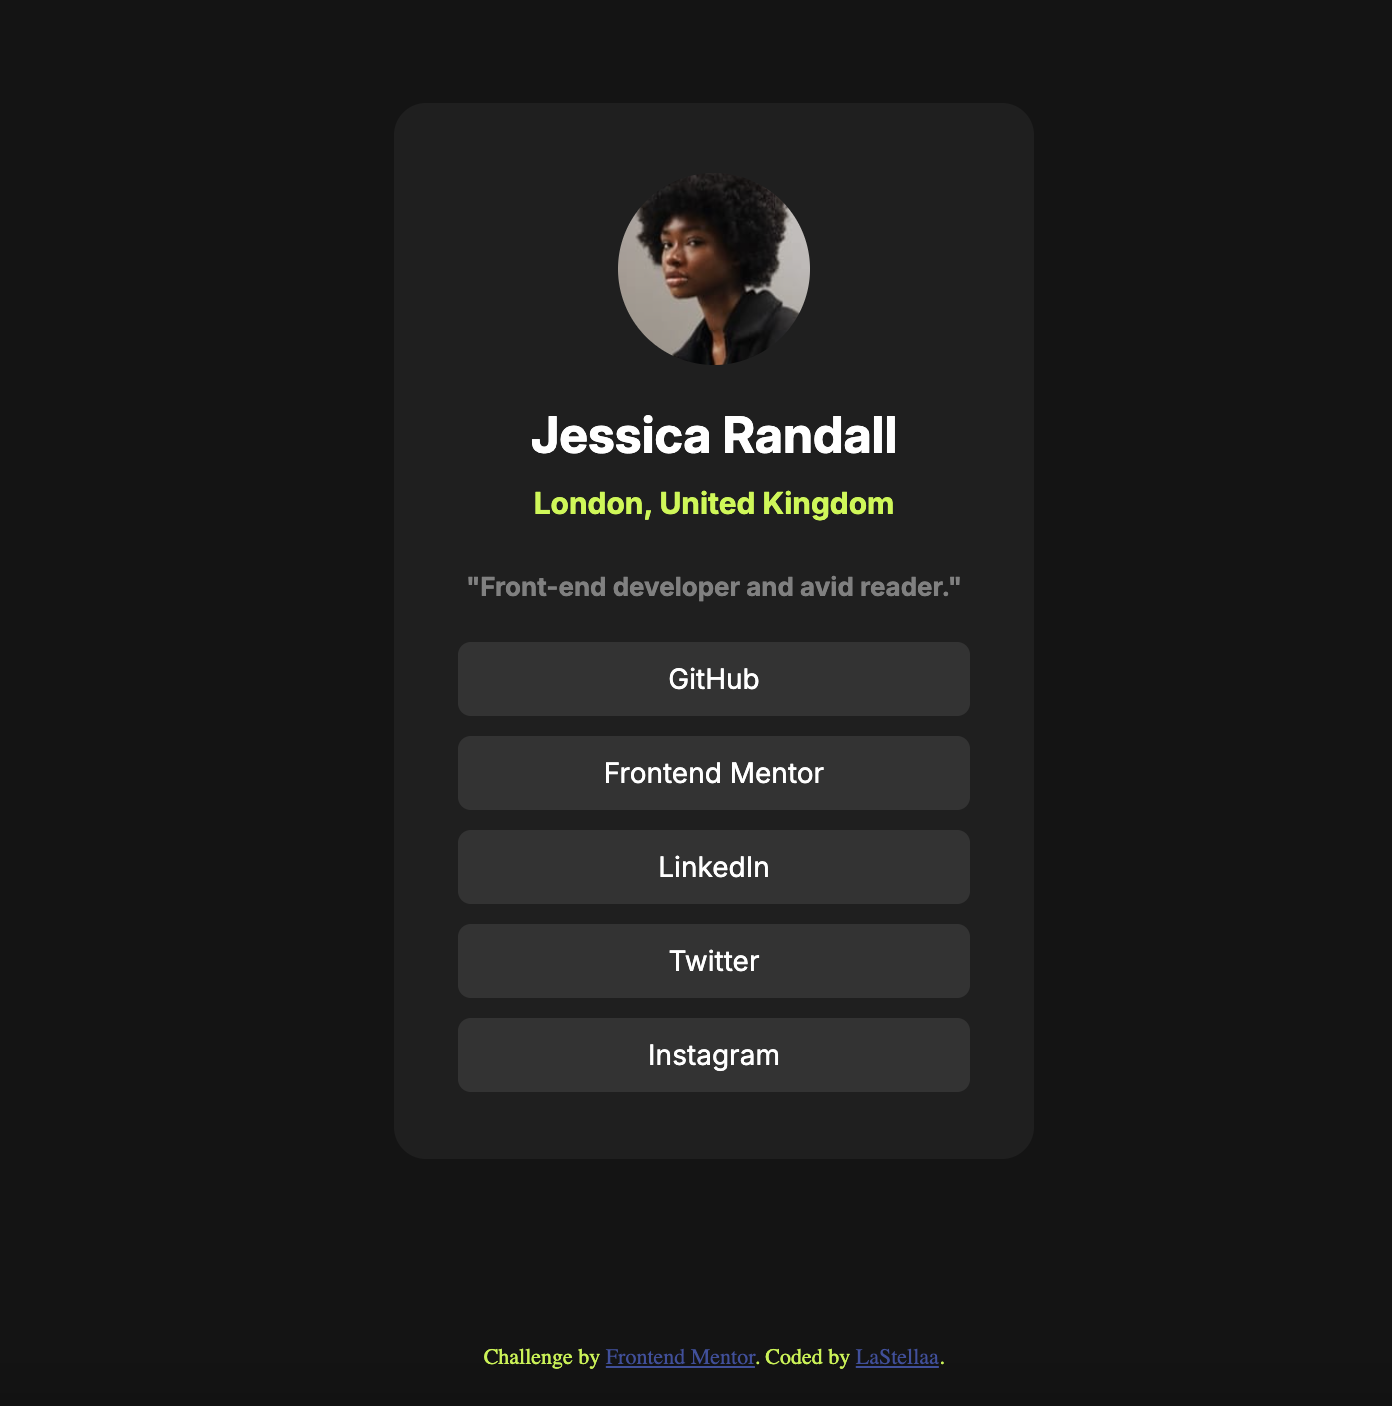 Jessica Randall
London, United Kingdom
"Front-end developer and avid reader."
GitHub
Frontend Mentor
LinkedIn
Twitter
Instagram
Challenge by Frontend Mentor. Coded by LaStellaa.